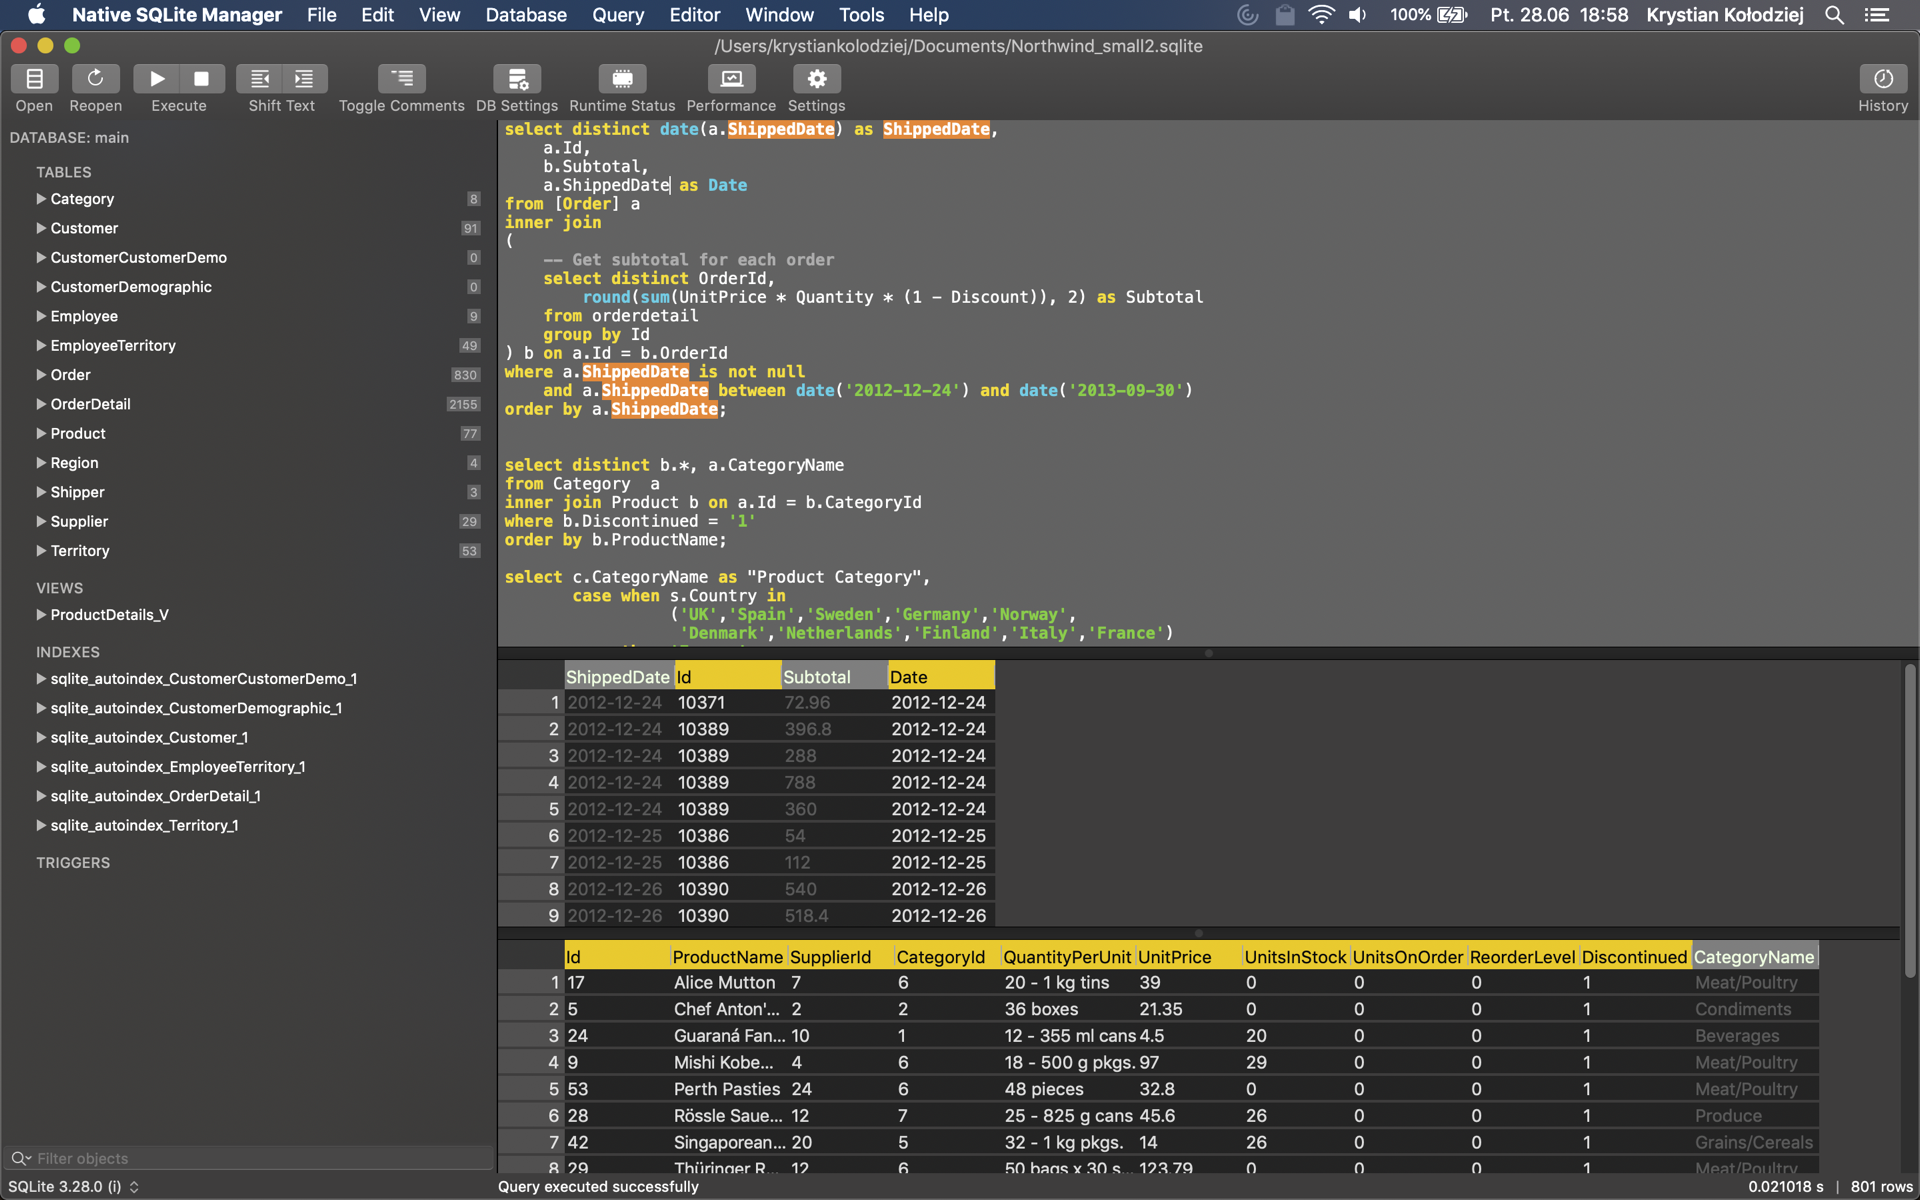 Native SQLite Manager File Edit View Database Query Editor Window Tools Help 100% Pt. 28.06 18:58 Krystian Kołodziej
/Users/krystiankolodziej/Documents/Northwind_small2.sqlite
Open Reopen Execute Shift Text Toggle Comments DB Settings Runtime Status Performance Settings History
DATABASE: main
TABLES
Category 8
Customer 91
CustomerCustomerDemo 0
CustomerDemographic 0
Employee 9
EmployeeTerritory 49
Order 830
OrderDetail 2155
Product 77
Region 4
Shipper 3
Supplier 29
Territory 53
VIEWS
ProductDetails_V
INDEXES
sqlite_autoindex_CustomerCustomerDemo_1
sqlite_autoindex_CustomerDemographic_1
sqlite_autoindex_Customer_1
sqlite_autoindex_EmployeeTerritory_1
sqlite_autoindex_OrderDetail_1
sqlite_autoindex_Territory_1
TRIGGERS
Filter objects
SQLite 3.28.0 (i)
select distinct date(a.ShippedDate) as ShippedDate,
a.Id,
b.Subtotal,
a.ShippedDate as Date
from [Order] a
inner join
(
-- Get subtotal for each order
select distinct OrderId,
round(sum(UnitPrice * Quantity * (1 - Discount)), 2) as Subtotal
from orderdetail
group by Id
) b on a.Id = b.OrderId
where a.ShippedDate is not null
and a.ShippedDate between date('2012-12-24') and date('2013-09-30')
order by a.ShippedDate;
select distinct b.*, a.CategoryName
from Category  a
inner join Product b on a.Id = b.CategoryId
where b.Discontinued = '1'
order by b.ProductName;
select c.CategoryName as "Product Category",
case when s.Country in
('UK','Spain','Sweden','Germany','Norway',
'Denmark','Netherlands','Finland','Italy','France')
ShippedDate Id Subtotal Date
1 2012-12-24 10371 72.96 2012-12-24
2 2012-12-24 10389 396.8 2012-12-24
3 2012-12-24 10389 288 2012-12-24
4 2012-12-24 10389 788 2012-12-24
5 2012-12-24 10389 360 2012-12-24
6 2012-12-25 10386 54 2012-12-25
7 2012-12-25 10386 112 2012-12-25
8 2012-12-26 10390 540 2012-12-26
9 2012-12-26 10390 518.4 2012-12-26
Id ProductName SupplierId CategoryId QuantityPerUnit UnitPrice UnitsInStock UnitsOnOrder ReorderLevel Discontinued CategoryName
1 17 Alice Mutton 7 6 20 - 1 kg tins 39 0 0 0 1 Meat/Poultry
2 5 Chef Anton'... 2 2 36 boxes 21.35 0 0 0 1 Condiments
3 24 Guaraná Fan... 10 1 12 - 355 ml cans 4.5 20 0 0 1 Beverages
4 9 Mishi Kobe... 4 6 18 - 500 g pkgs. 97 29 0 0 1 Meat/Poultry
5 53 Perth Pasties 24 6 48 pieces 32.8 0 0 0 1 Meat/Poultry
6 28 Rössle Saue... 12 7 25 - 825 g cans 45.6 26 0 0 1 Produce
7 42 Singaporean... 20 5 32 - 1 kg pkgs. 14 26 0 0 1 Grains/Cereals
8 29 Thüringer R... 12 6 50 bags x 30 s... 123.79 0 0 0 1 Meat/Poultry
Query executed successfully 0.021018 s | 801 rows